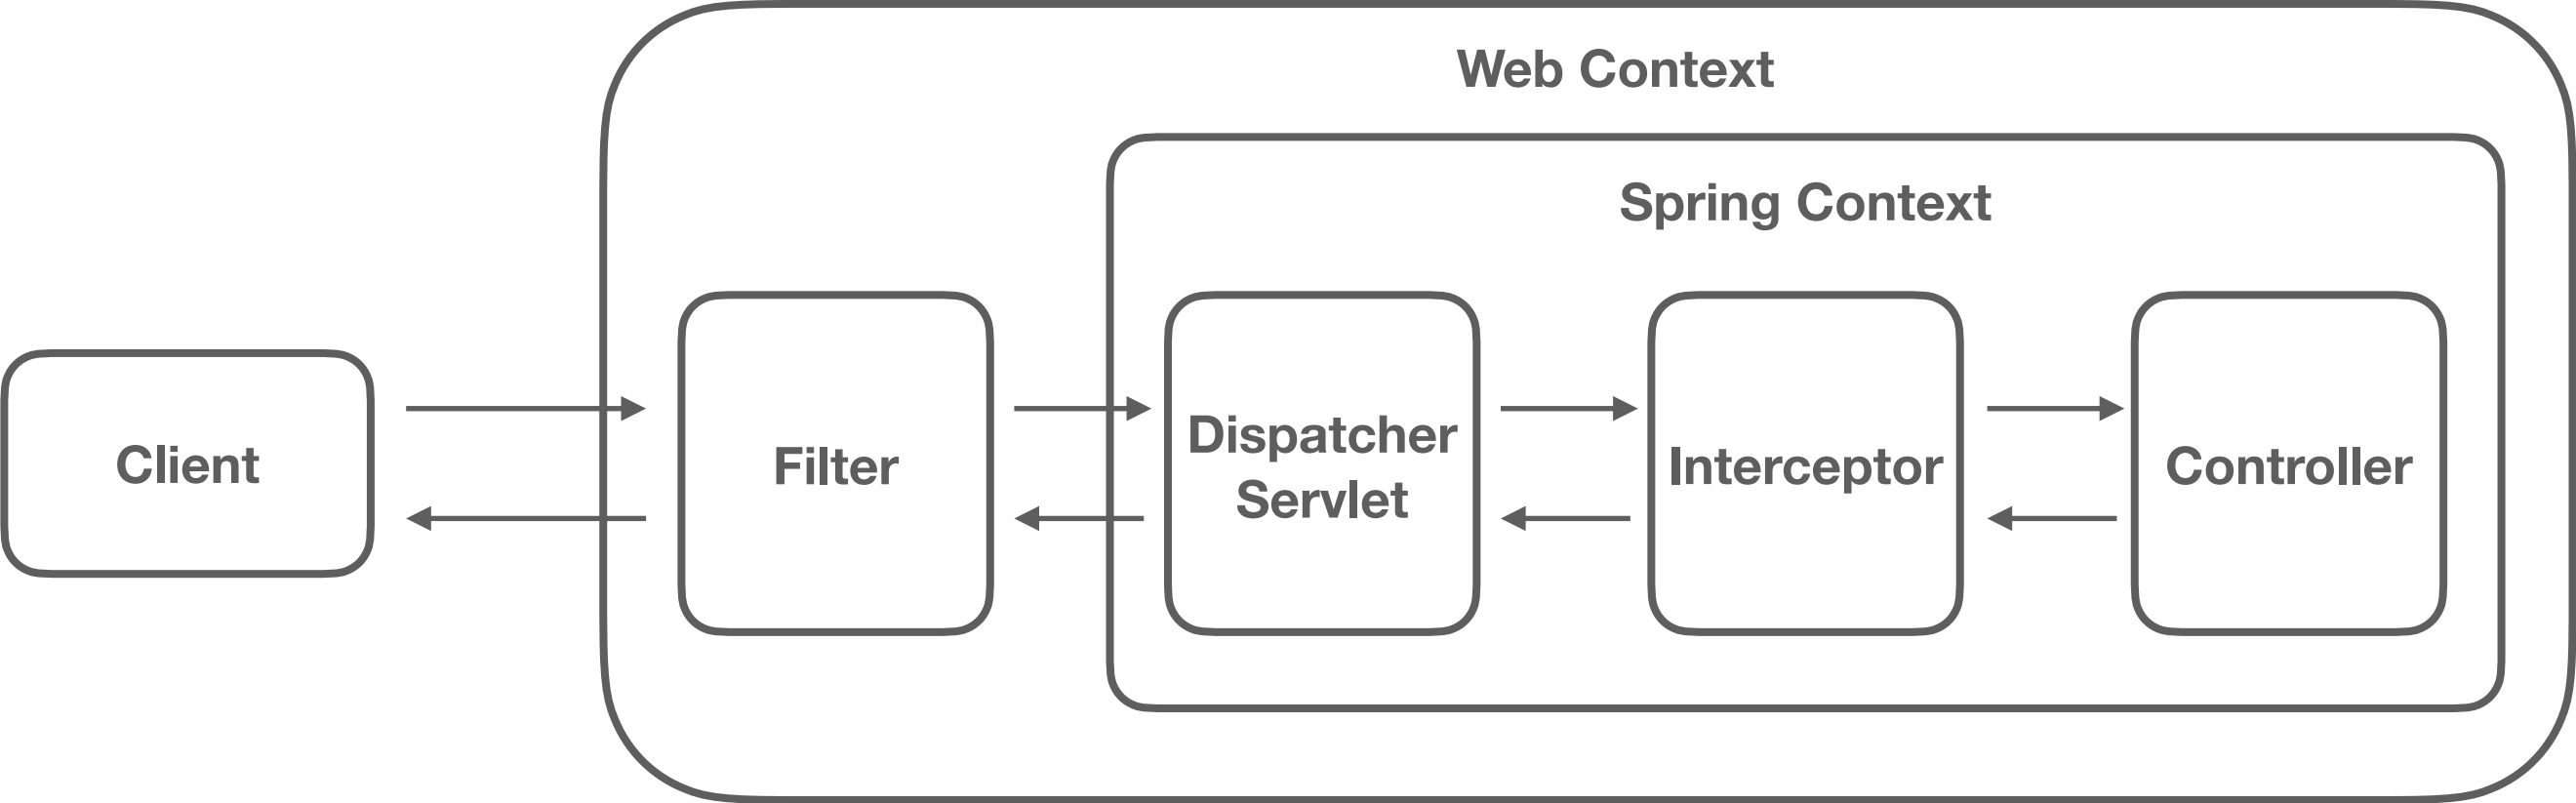 Web Context
Spring Context
Client
Filter
Dispatcher
Servlet
Interceptor
Controller